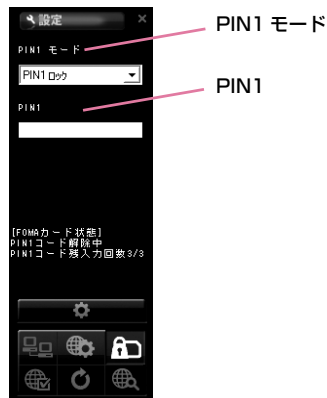 設定
PIN1 モード
PIN1 モード
PIN1 ロック
PIN1
PIN1
[FOMAカード状態]
PIN1コード解除中
PIN1コード残入力回数3/3